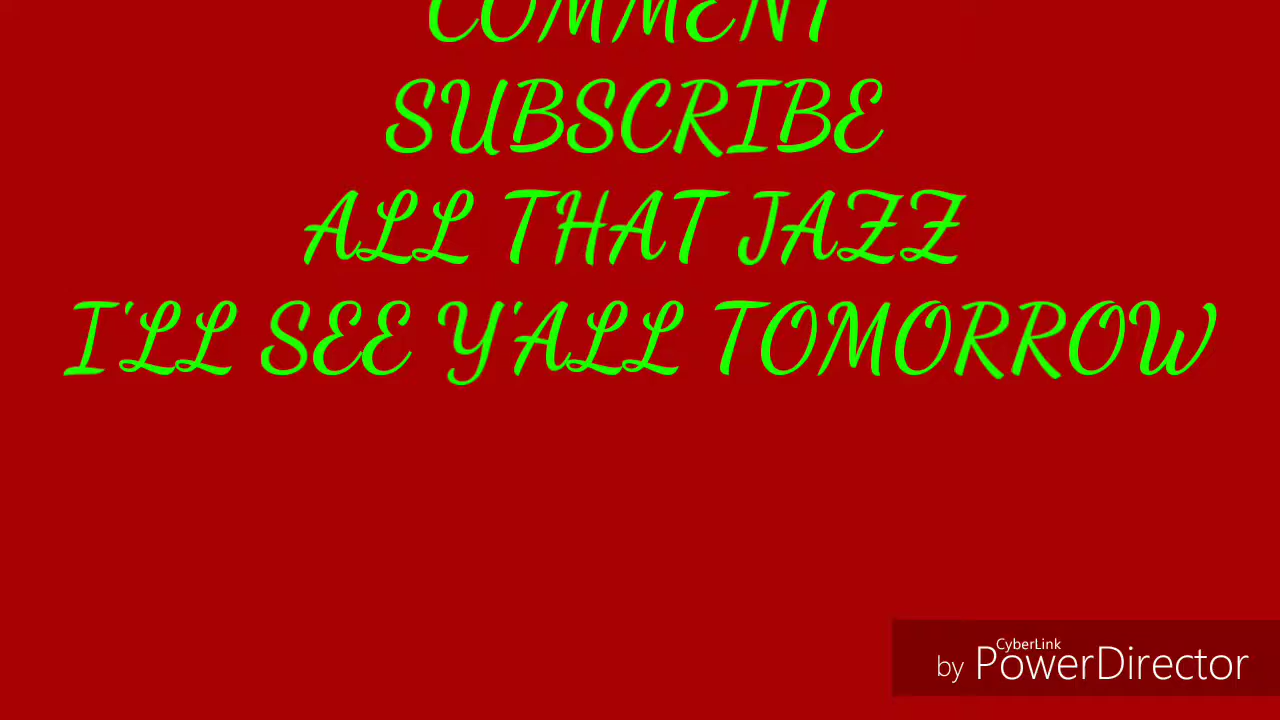 COMMENT
SUBSCRIBE
ALL THAT JAZZ
I'LL SEE Y'ALL TOMORROW
CyberLink
by PowerDirector